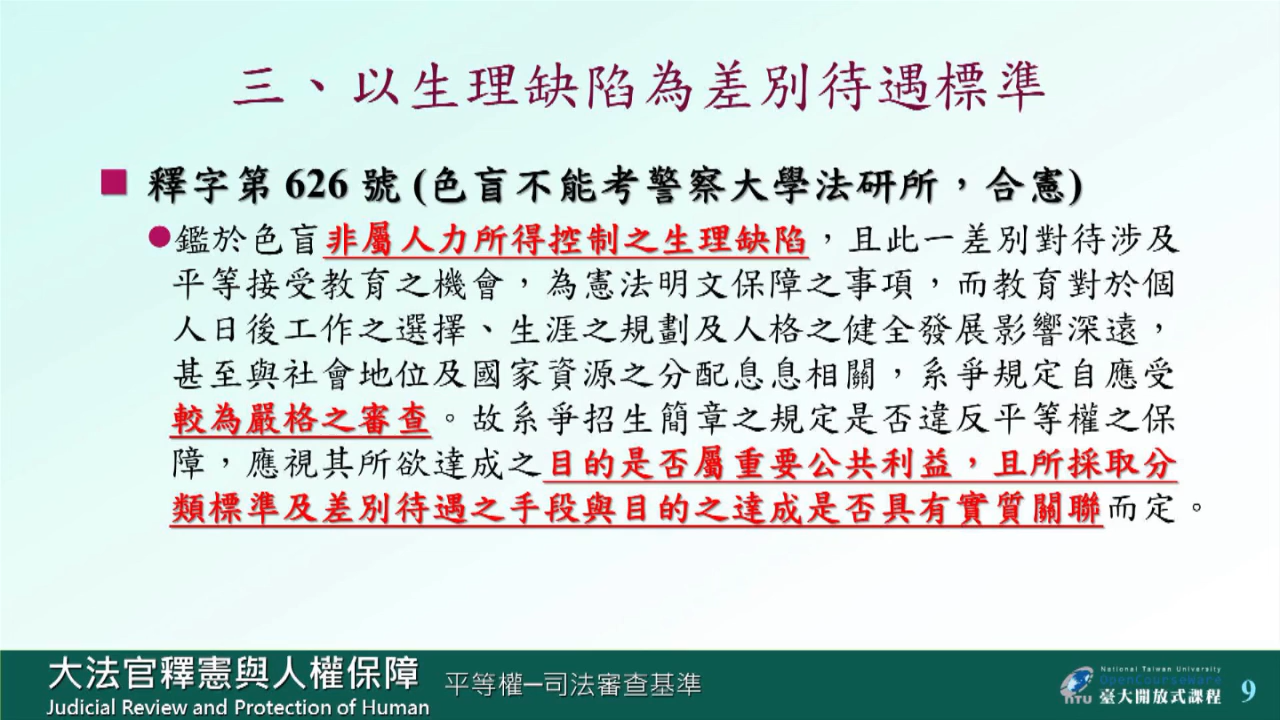 三、以生理缺陷為差別待遇標準
釋字第 626 號 (色盲不能考警察大學法研所，合憲)
鑑於色盲非屬人力所得控制之生理缺陷，且此一差別對待涉及
平等接受教育之機會，為憲法明文保障之事項，而教育對於個
人日後工作之選擇、生涯之規劃及人格之健全發展影響深遠，
甚至與社會地位及國家資源之分配息息相關，系爭規定自應受
較為嚴格之審查。故系爭招生簡章之規定是否違反平等權之保
障，應視其所欲達成之目的是否屬重要公共利益，且所採取分
類標準及差別待遇之手段與目的之達成是否具有實質關聯而定。
大法官釋憲與人權保障
Judicial Review and Protection of Human
平等權─司法審查基準
National Taiwan University
OpenCourseWare
臺大開放式課程
NTU
9